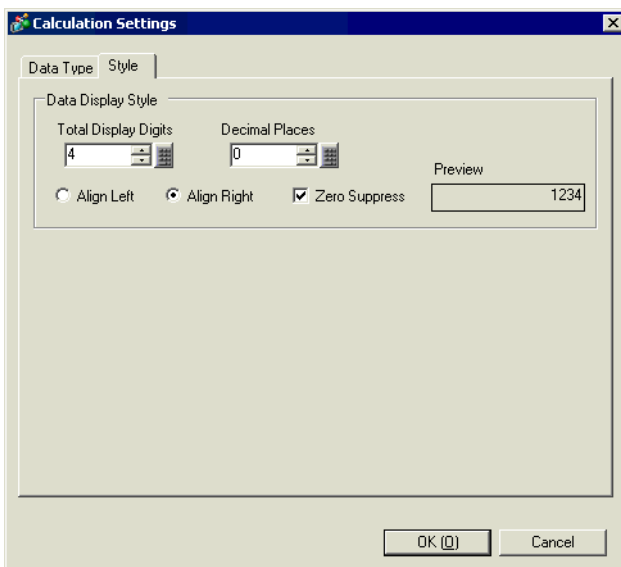 Calculation Settings
Data Type Style
Data Display Style
Total Display Digits Decimal Places
4 0
Preview
Align Left Align Right Zero Suppress 1234
OK (O) Cancel